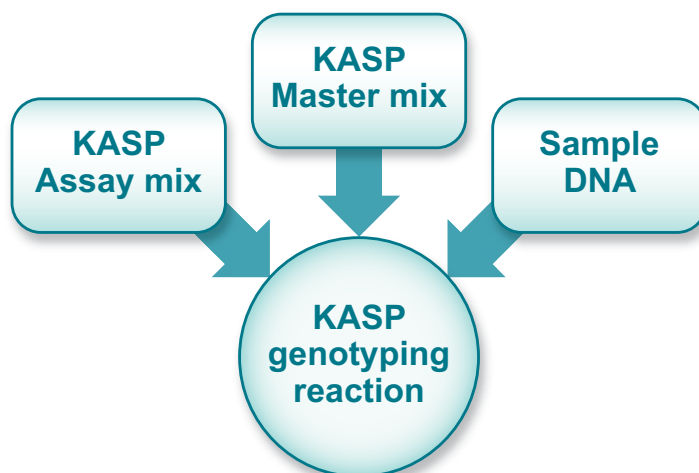 KASP
Assay mix
KASP
Master mix
Sample
DNA
KASP
genotyping
reaction